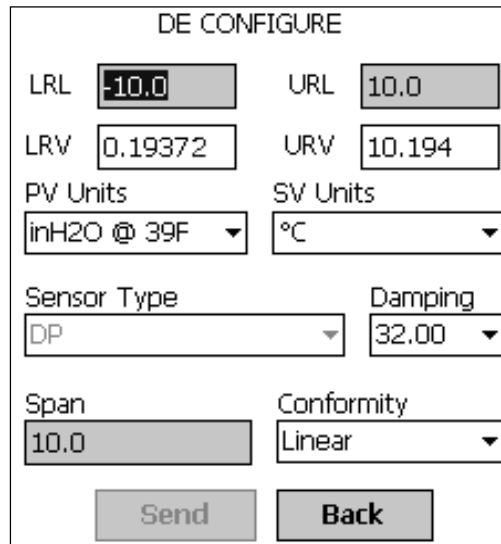 DE CONFIGURE
LRL -10.0 URL 10.0
LRV 0.19372 URV 10.194
PV Units SV Units
inH2O @ 39F °C
Sensor Type Damping
DP 32.00
Span Conformity
10.0 Linear
Send Back